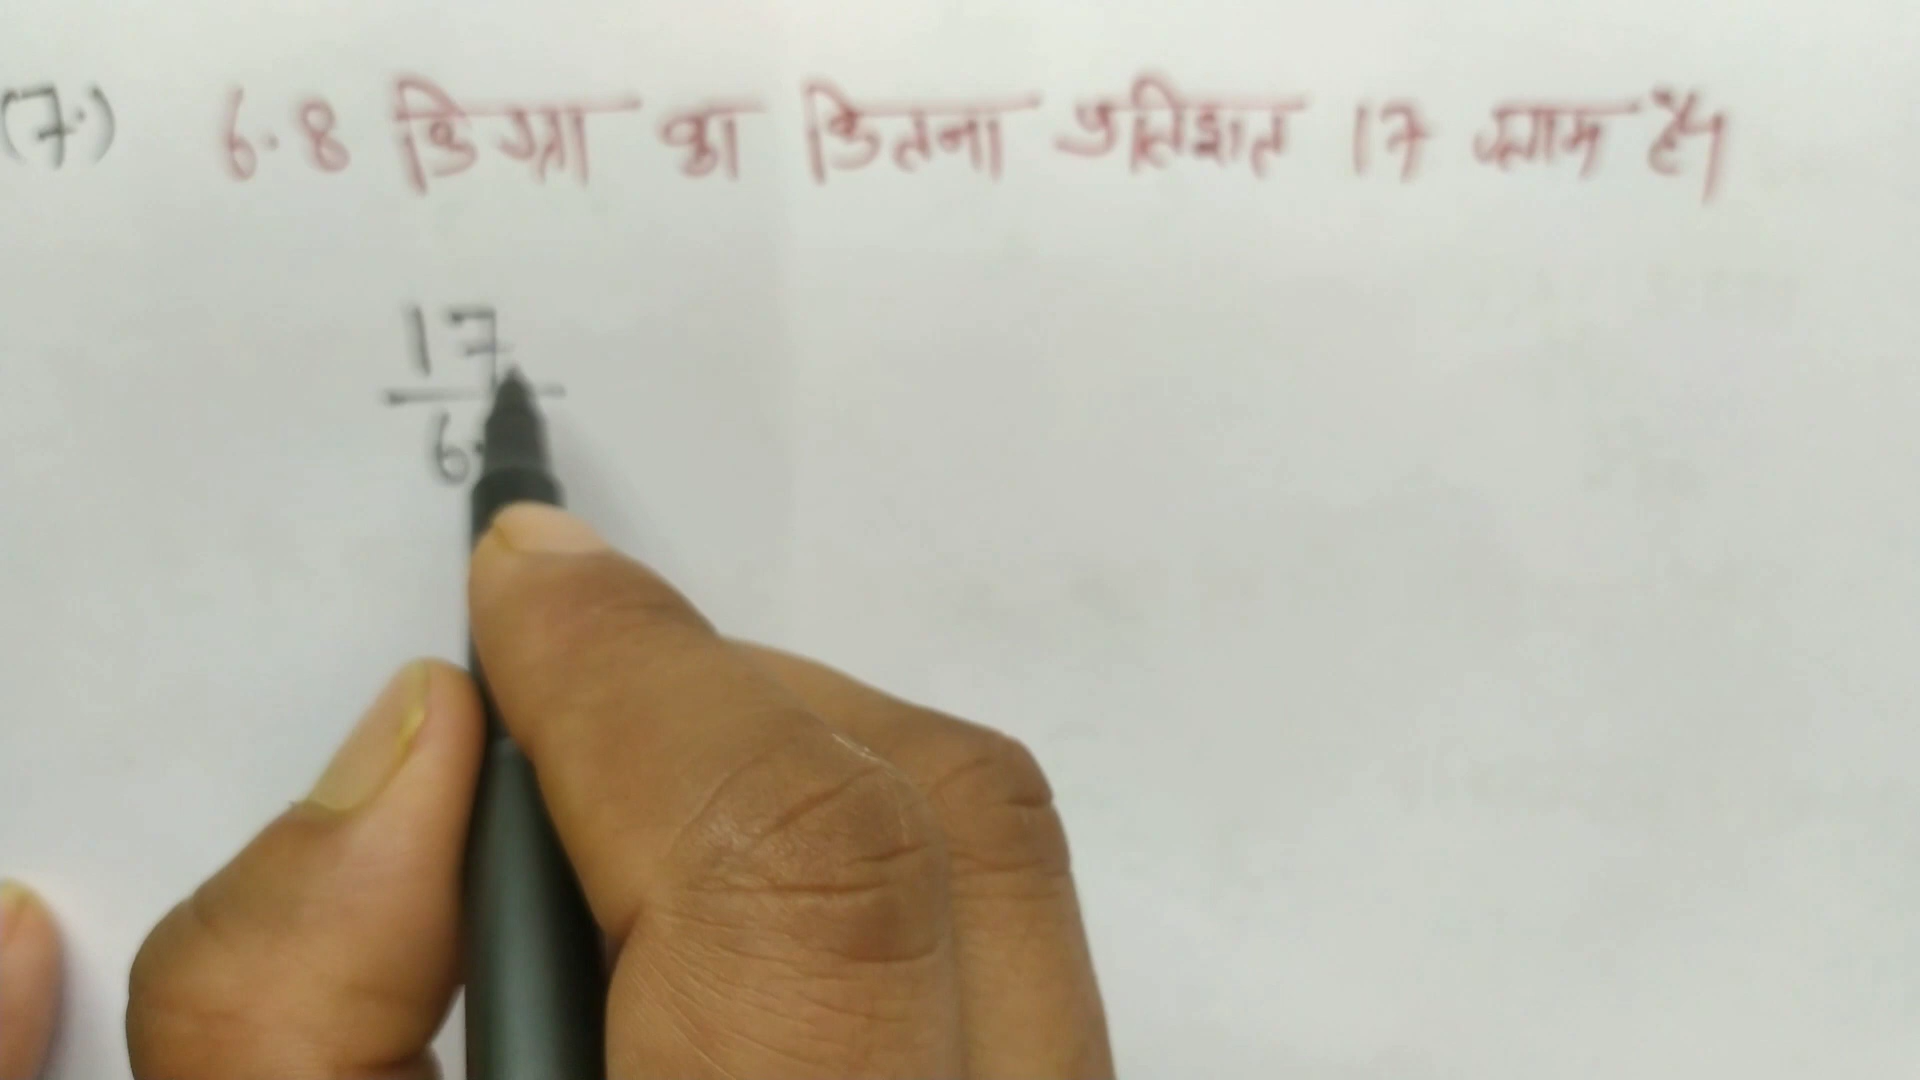 (7.) 6.8 किग्रा का कितना प्रतिशत 17 ग्राम है।
17
6.